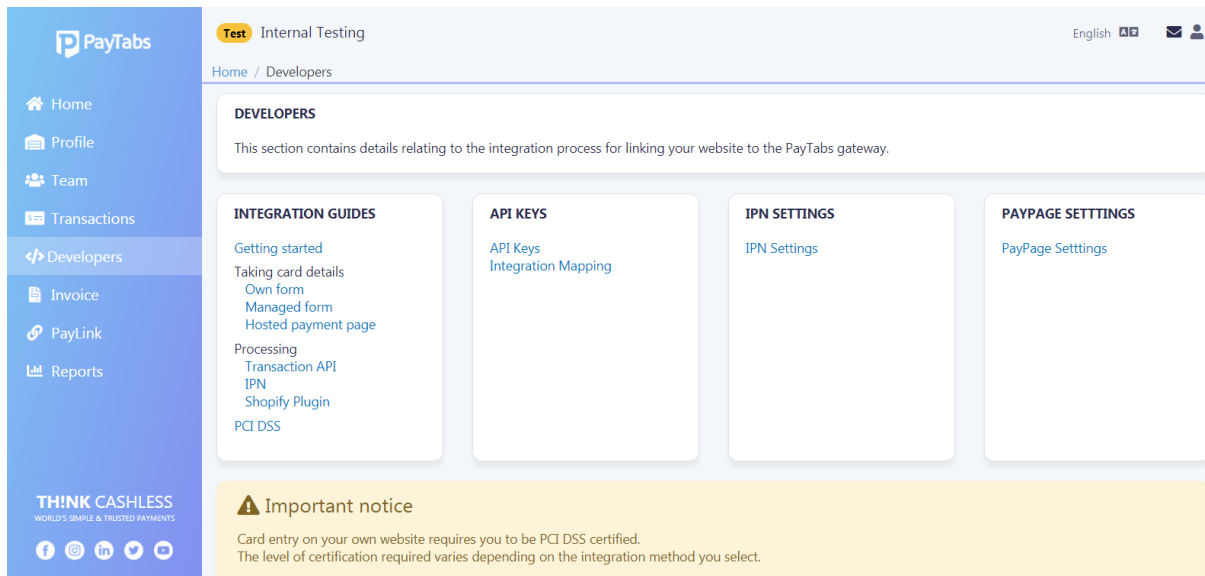 PayTabs
Test Internal Testing
English
Home / Developers
Home
Profile
Team
Transactions
Developers
Invoice
PayLink
Reports
TH!NK CASHLESS
WORLD'S SIMPLE & TRUSTED PAYMENTS
DEVELOPERS
This section contains details relating to the integration process for linking your website to the PayTabs gateway.
INTEGRATION GUIDES
Getting started
Taking card details
Own form
Managed form
Hosted payment page
Processing
Transaction API
IPN
Shopify Plugin
PCI DSS
API KEYS
API Keys
Integration Mapping
IPN SETTINGS
IPN Settings
PAYPAGE SETTTINGS
PayPage Setttings
Important notice
Card entry on your own website requires you to be PCI DSS certified.
The level of certification required varies depending on the integration method you select.